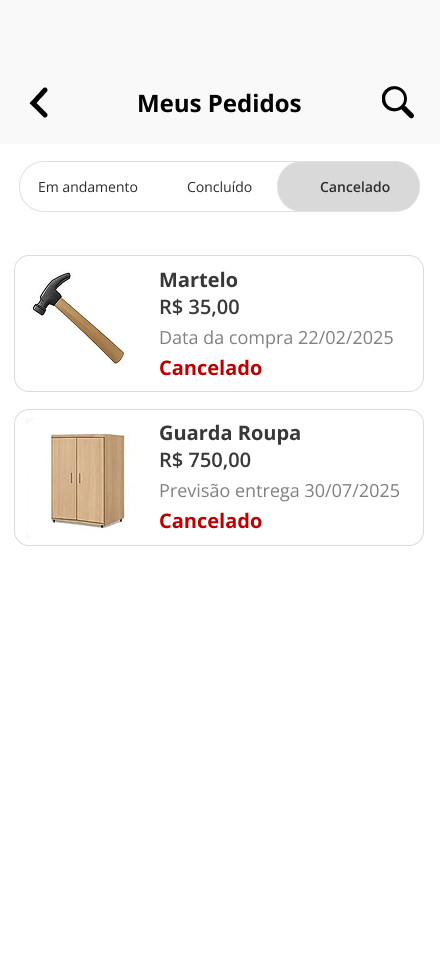 Meus Pedidos
Em andamento Concluído Cancelado
Martelo
R$ 35,00
Data da compra 22/02/2025
Cancelado
Guarda Roupa
R$ 750,00
Previsão entrega 30/07/2025
Cancelado